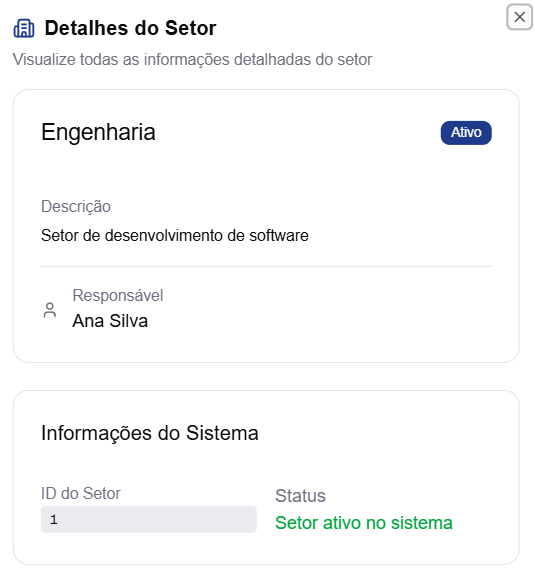 Detalhes do Setor
Visualize todas as informações detalhadas do setor
Engenharia
Ativo
Descrição
Setor de desenvolvimento de software
Responsável
Ana Silva
Informações do Sistema
ID do Setor
1
Status
Setor ativo no sistema